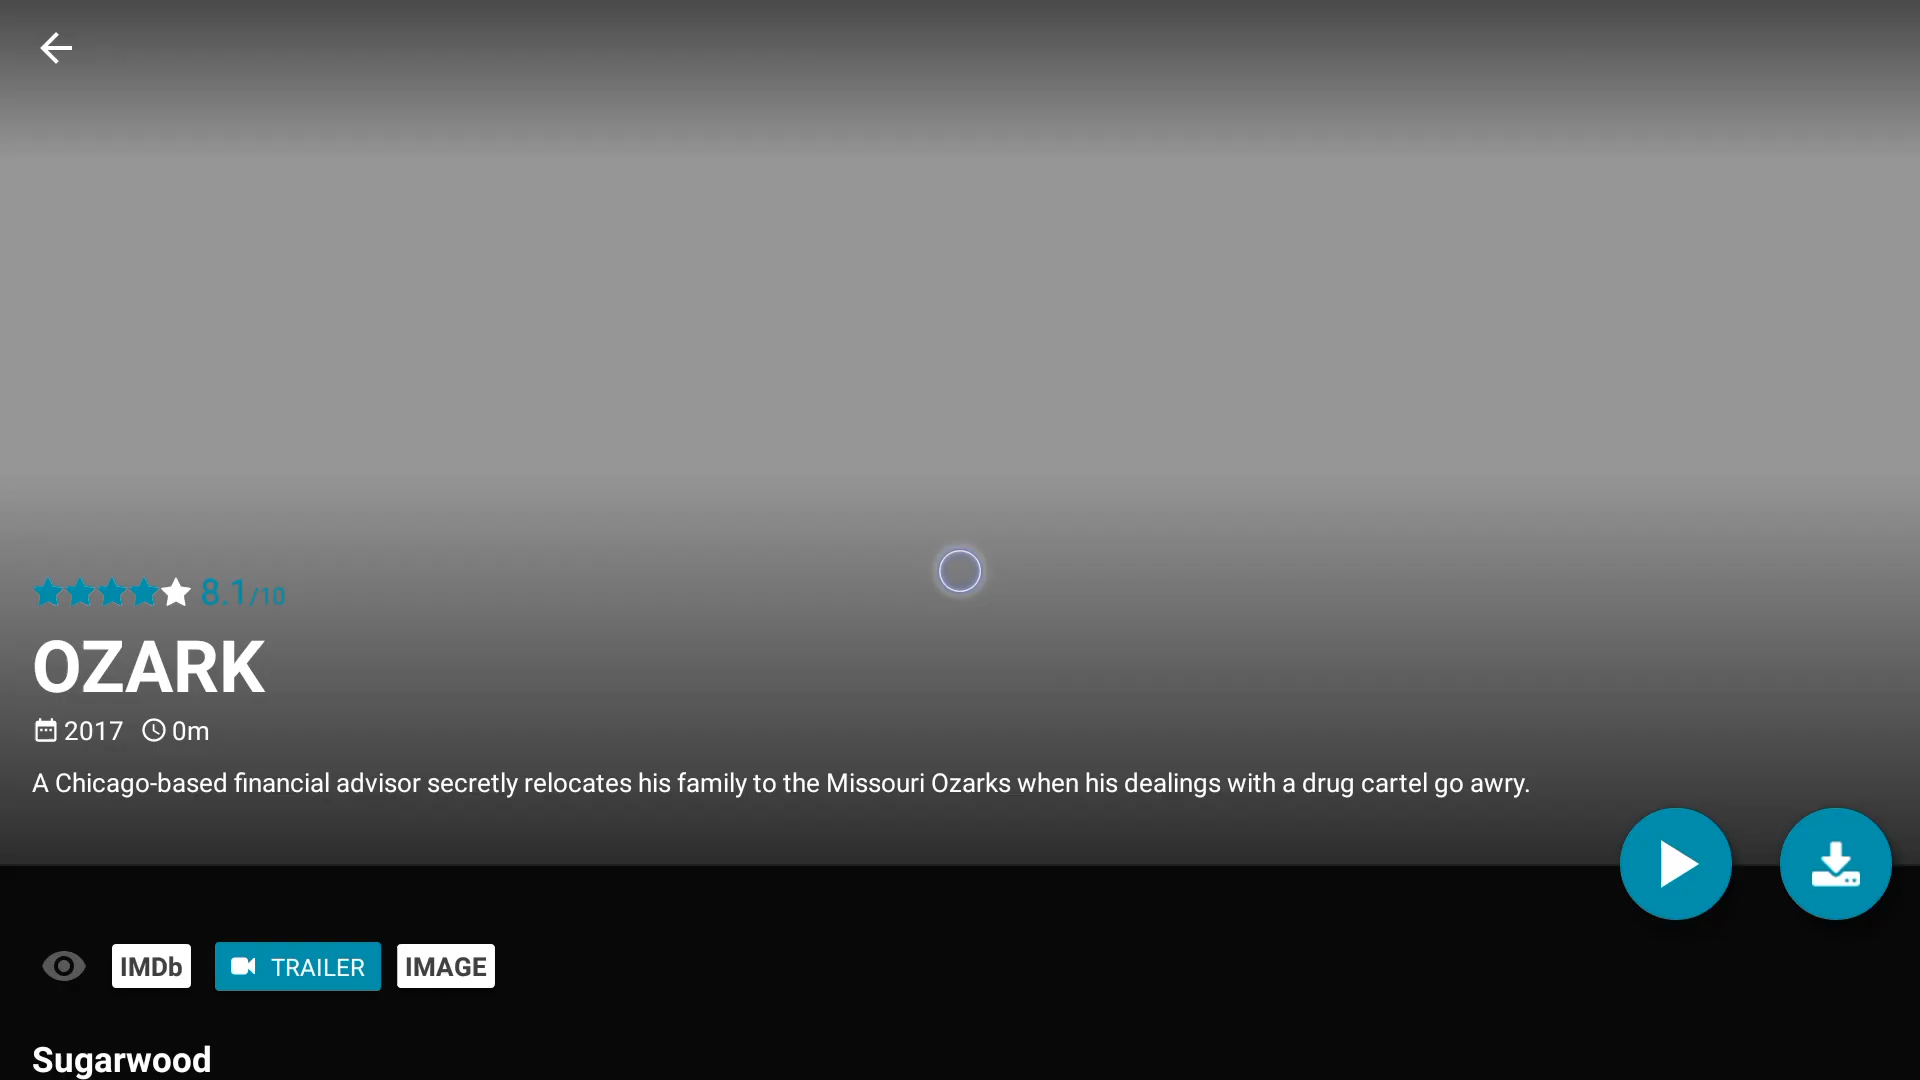 8.1/10
OZARK
2017 0m
A Chicago-based financial advisor secretly relocates his family to the Missouri Ozarks when his dealings with a drug cartel go awry.
IMDb TRAILER IMAGE
Sugarwood